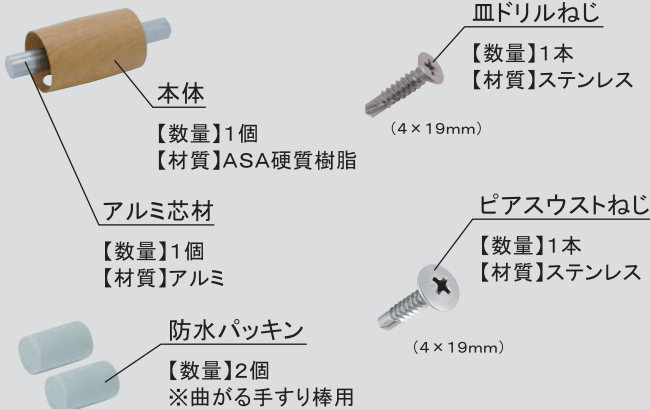 本体
【数量】1個
【材質】ASA硬質樹脂
アルミ芯材
【数量】1個
【材質】アルミ
防水パッキン
【数量】2個
※曲がる手すり棒用
皿ドリルねじ
【数量】1本
【材質】ステンレス
(4×19mm)
ピアスウストねじ
【数量】1本
【材質】ステンレス
(4×19mm)